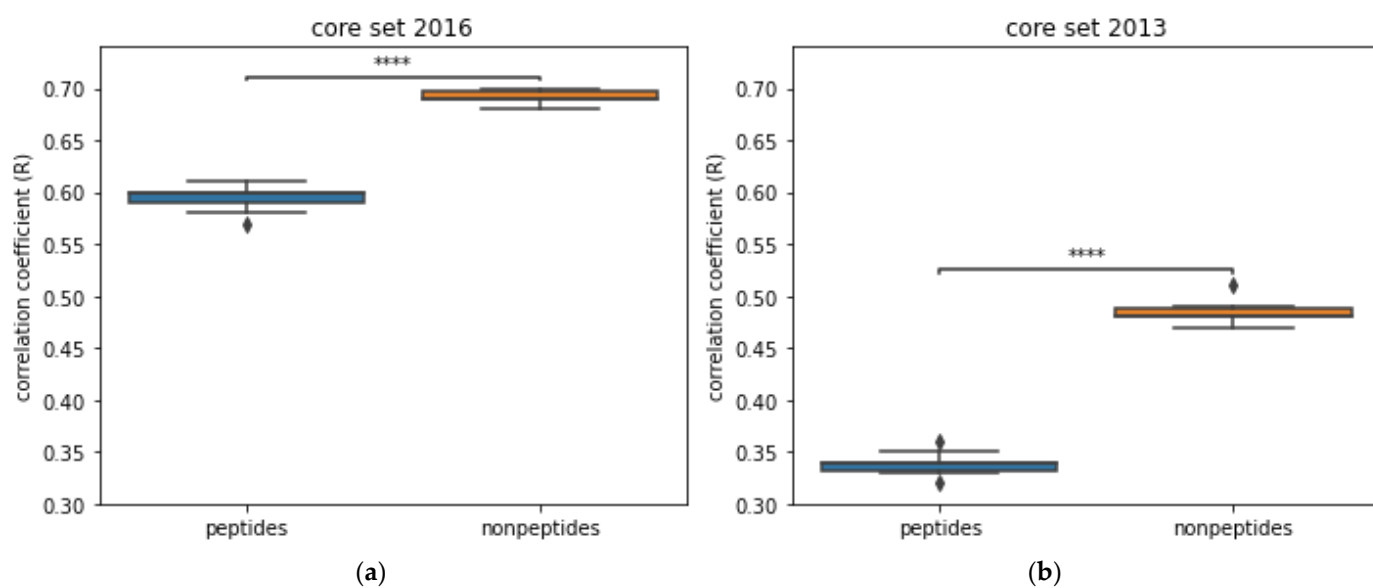 core set 2016
correlation coefficient (R)
0.70
0.65
0.60
0.55
0.50
0.45
0.40
0.35
0.30
****
peptides
nonpeptides
(a)
core set 2013
correlation coefficient (R)
0.70
0.65
0.60
0.55
0.50
0.45
0.40
0.35
0.30
****
peptides
nonpeptides
(b)